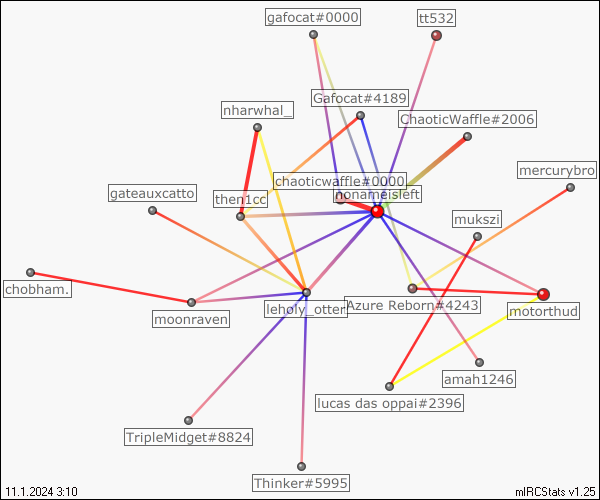 gafocat#0000
tt532
Gafocat#4189
nharwhal_
ChaoticWaffle#2006
mercurybro
chaoticwaffle#0000
nonameisleft
gateauxcatto
then1cc
mukszi
chobham.
moonraven
leholy_otter
Azure Reborn#4243
motorthud
amah1246
lucas das oppai#2396
TripleMidget#8824
Thinker#5995
11.1.2024 3:10
mIRCStats v1.25